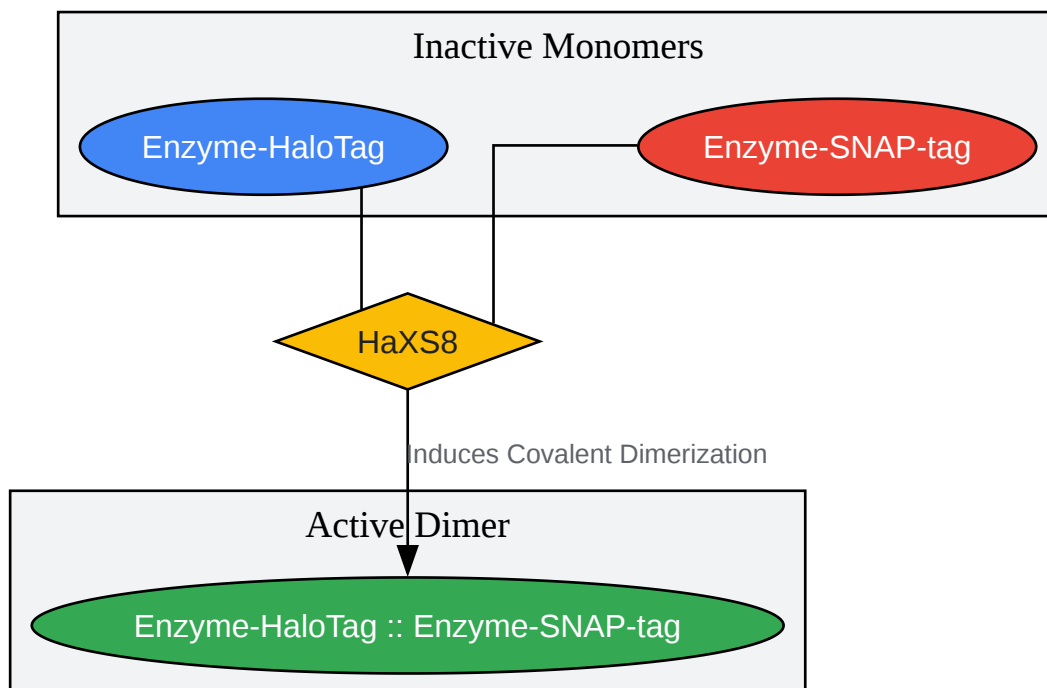 Inactive Monomers
Enzyme-HaloTag
Enzyme-SNAP-tag
HaXS8
Induces Covalent Dimerization
Active Dimer
Enzyme-HaloTag :: Enzyme-SNAP-tag